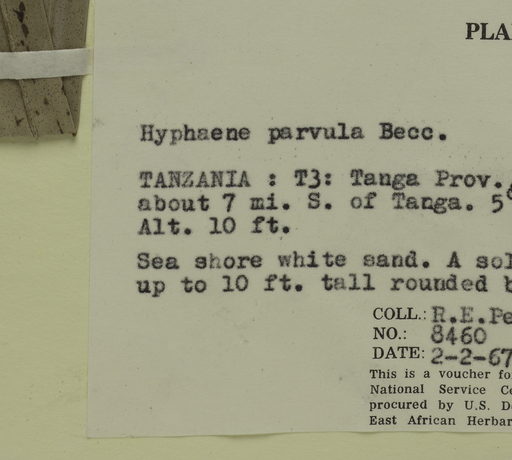 PLA
Hyphaene parvula Becc.
TANZANIA : T3: Tanga Prov.,
about 7 mi. S. of Tanga. 5°
Alt. 10 ft.
Sea shore white sand. A sol
up to 10 ft. tall rounded b
COLL.: R.E.Pe
NO.: 8460
DATE: 2-2-67
This is a voucher fo
National Service Ce
procured by U.S. D
East African Herbar